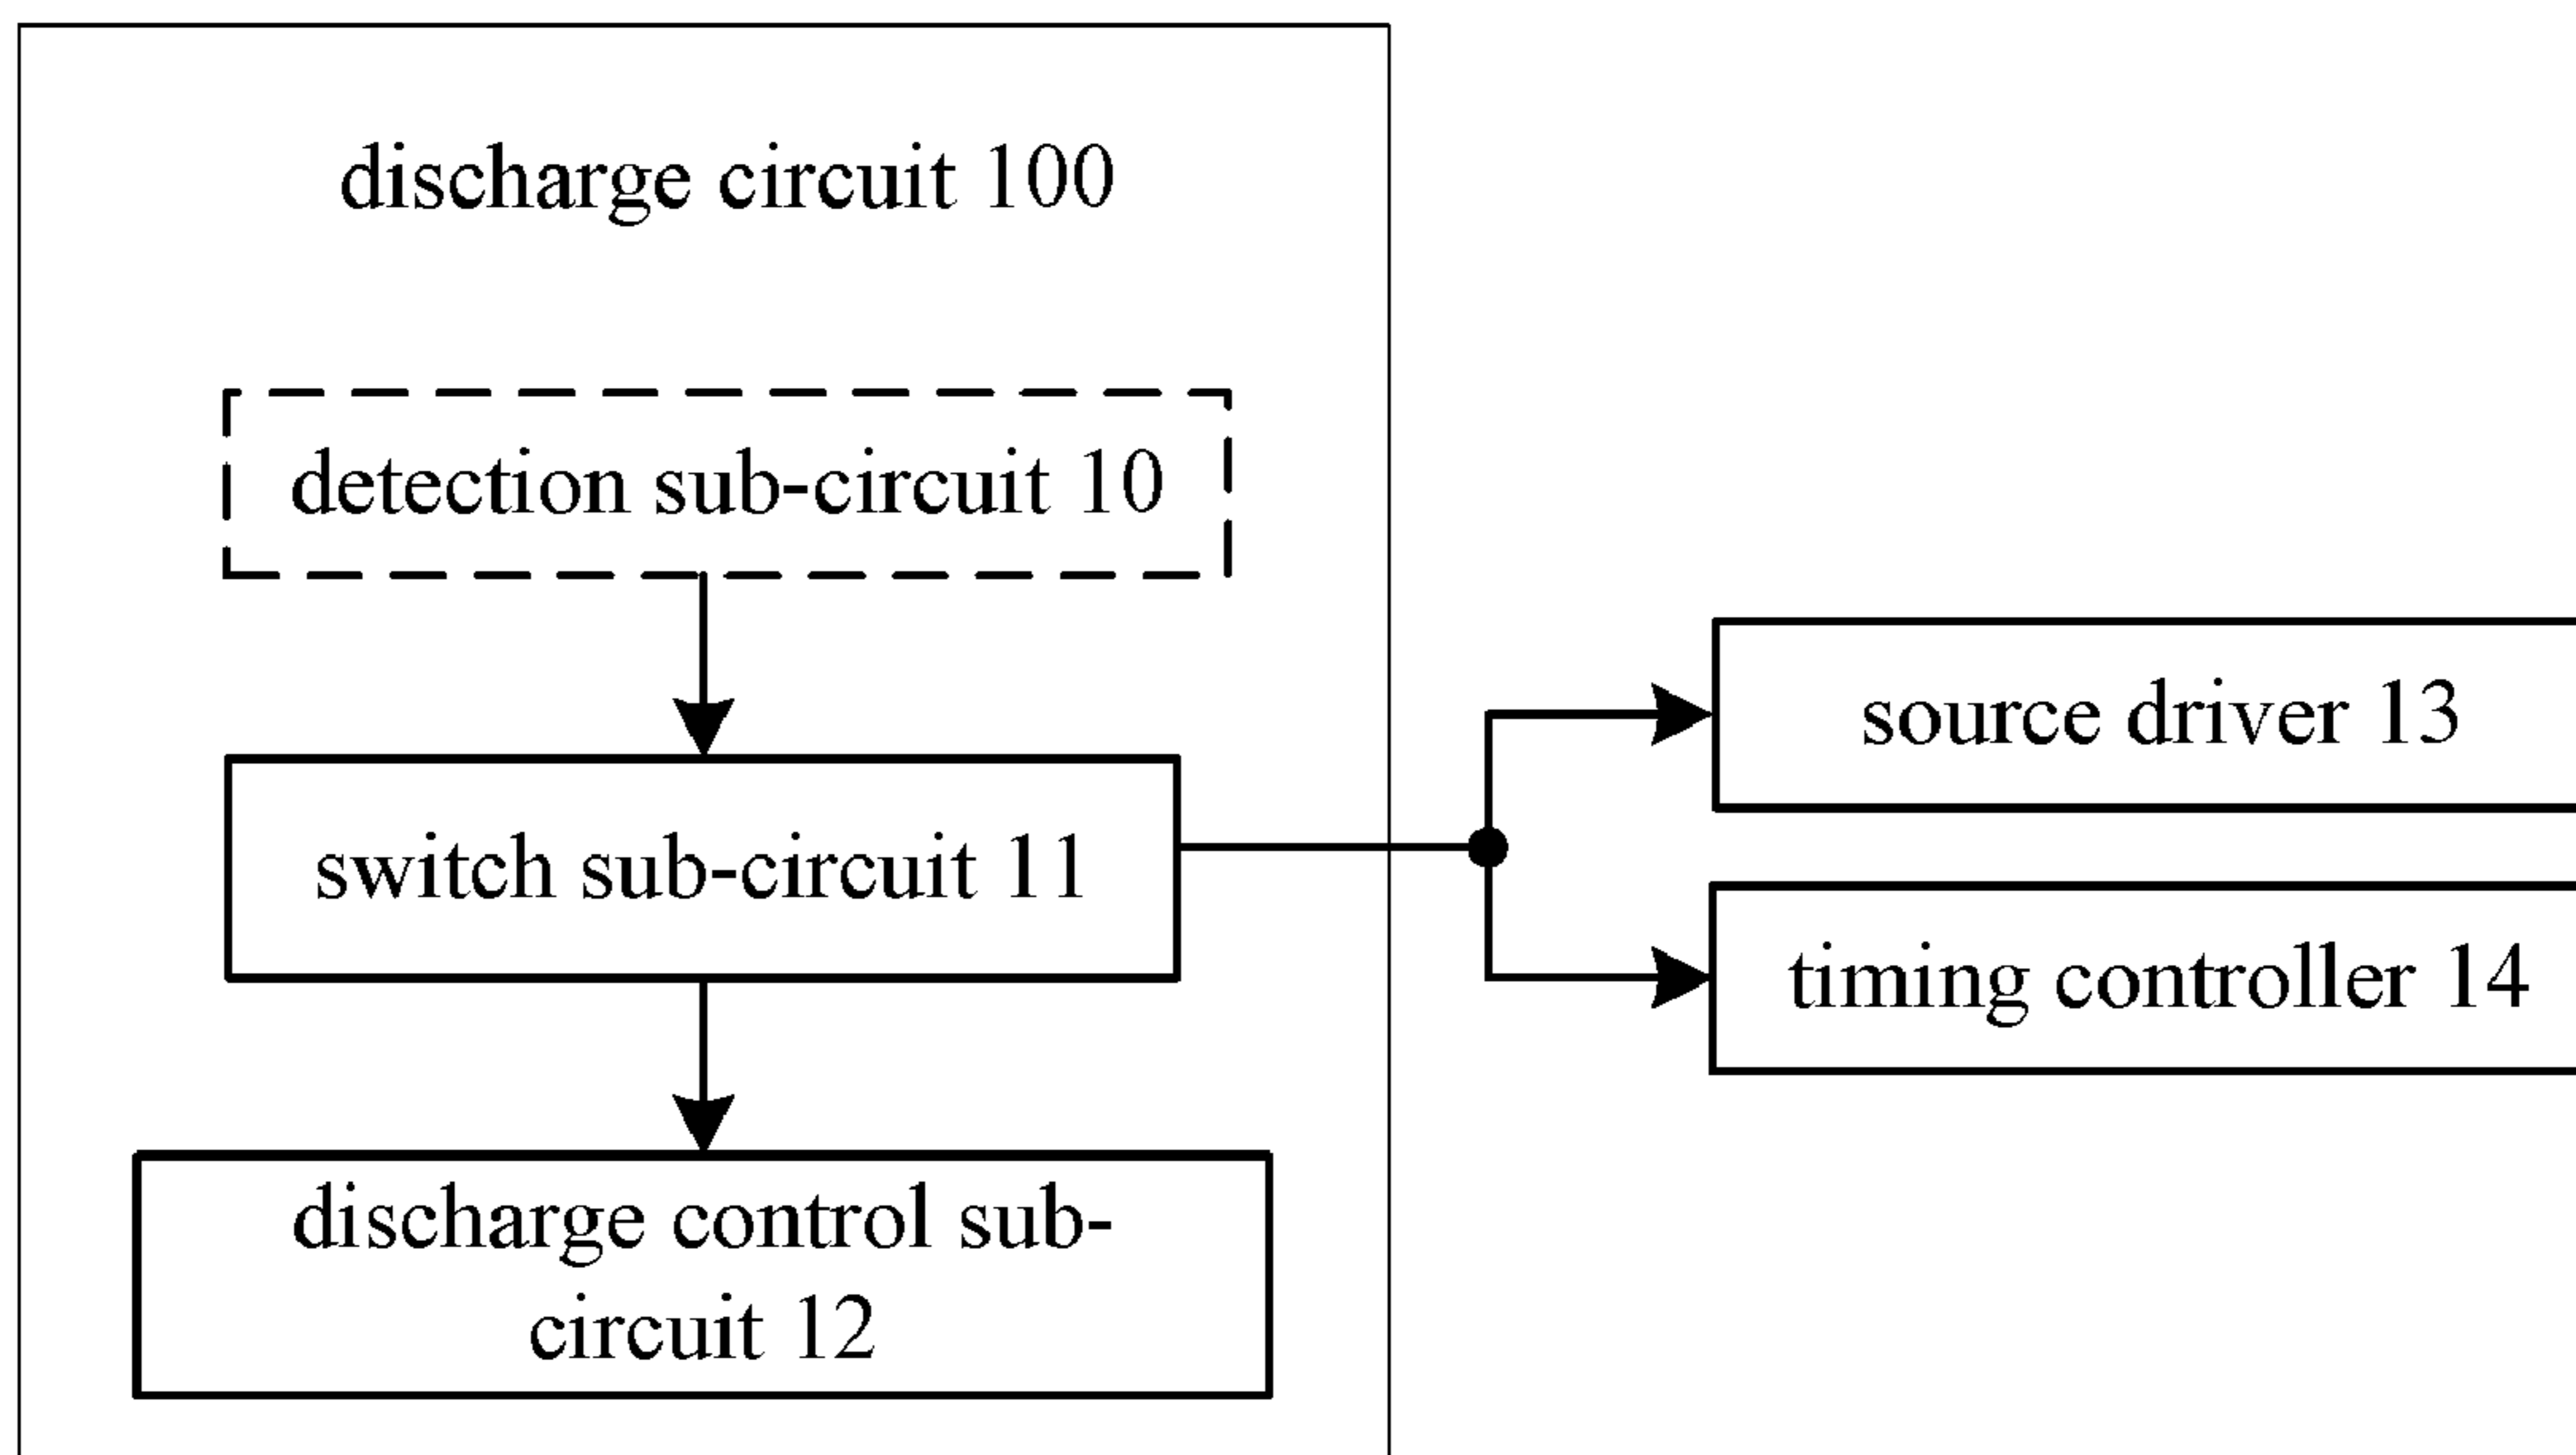 discharge circuit 100
detection sub-circuit 10
switch sub-circuit 11
discharge control sub-
circuit 12
source driver 13
timing controller 14